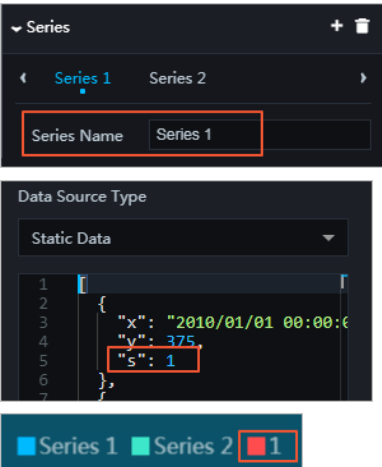 Series
+
Series 1 Series 2
Series Name Series 1
Data Source Type
Static Data
1 [
2 {
3 "x": "2010/01/01 00:00:
4 "y": 375,
5 "s": 1
6 },
7 {
Series 1 Series 2 1